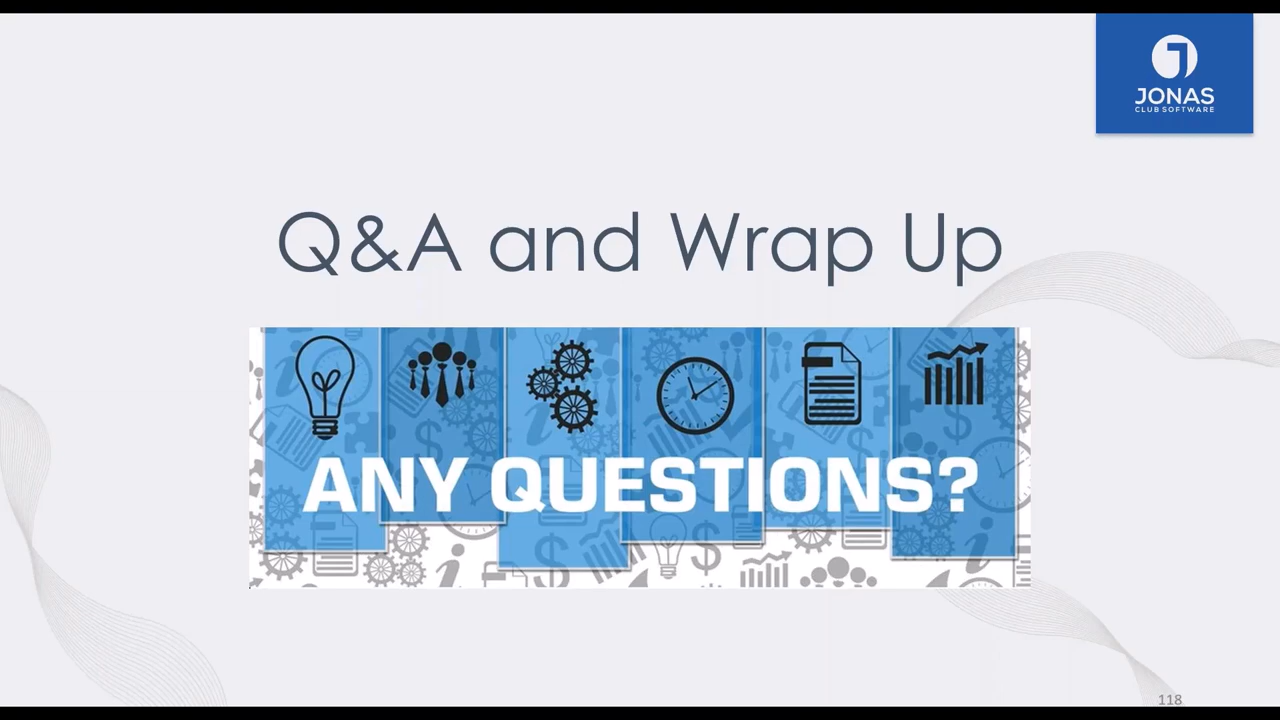 JONAS
CLUB SOFTWARE
Q&A and Wrap Up
ANY QUESTIONS?
118